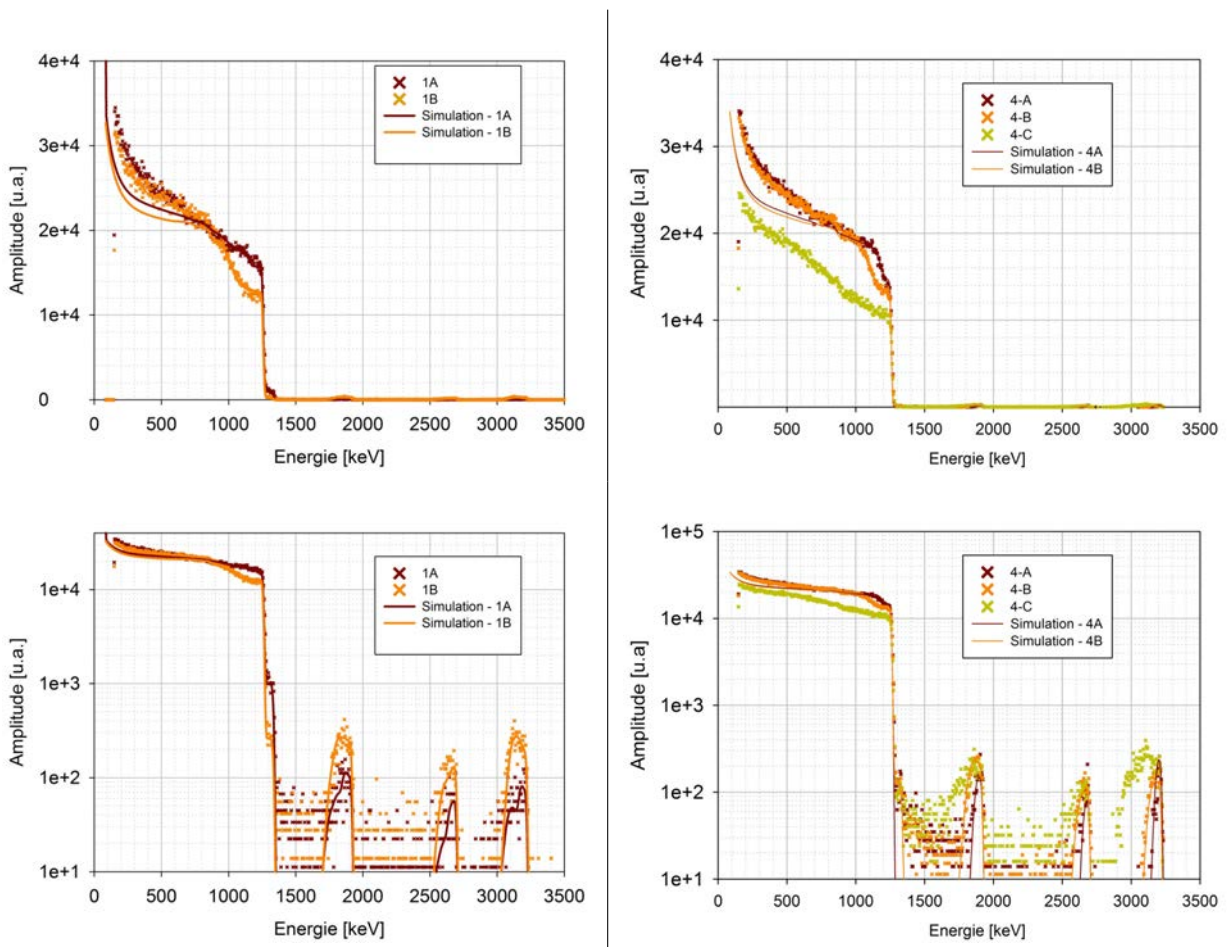 4e+4
3e+4
2e+4
1e+4
0
Amplitude [u.a.]
1A
1B
Simulation - 1A
Simulation - 1B
0 500 1000 1500 2000 2500 3000 3500
Energie [keV]
4e+4
3e+4
2e+4
1e+4
Amplitude [u.a]
4-A
4-B
4-C
Simulation - 4A
Simulation - 4B
0 500 1000 1500 2000 2500 3000 3500
Energie [keV]
1e+4
1e+3
1e+2
1e+1
Amplitude [u.a.]
1A
1B
Simulation - 1A
Simulation - 1B
0 500 1000 1500 2000 2500 3000 3500
Energie [keV]
1e+5
1e+4
1e+3
1e+2
1e+1
Amplitude [u.a]
4-A
4-B
4-C
Simulation - 4A
Simulation - 4B
0 500 1000 1500 2000 2500 3000 3500
Energie [keV]